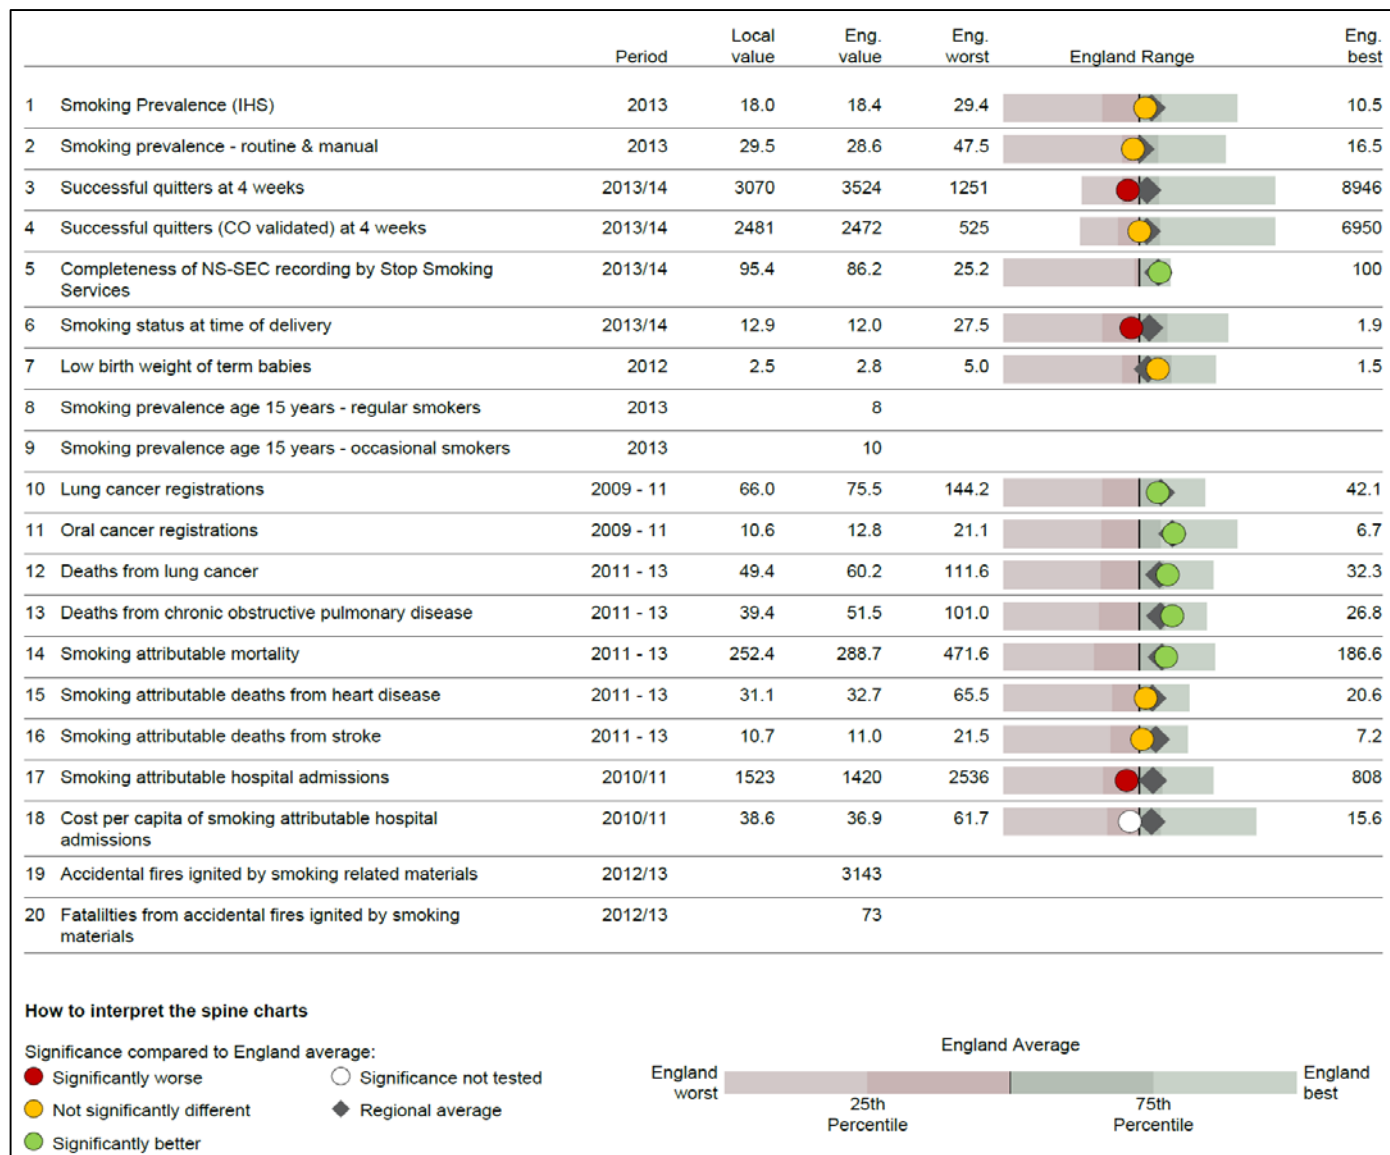 Local Eng. Eng. Eng.
Period value value worst England Range best
1 Smoking Prevalence (IHS) 2013 18.0 18.4 29.4 10.5
2 Smoking prevalence - routine & manual 2013 29.5 28.6 47.5 16.5
3 Successful quitters at 4 weeks 2013/14 3070 3524 1251 8946
4 Successful quitters (CO validated) at 4 weeks 2013/14 2481 2472 525 6950
5 Completeness of NS-SEC recording by Stop Smoking 2013/14 95.4 86.2 25.2 100
Services
6 Smoking status at time of delivery 2013/14 12.9 12.0 27.5 1.9
7 Low birth weight of term babies 2012 2.5 2.8 5.0 1.5
8 Smoking prevalence age 15 years - regular smokers 2013 8
9 Smoking prevalence age 15 years - occasional smokers 2013 10
10 Lung cancer registrations 2009 - 11 66.0 75.5 144.2 42.1
11 Oral cancer registrations 2009 - 11 10.6 12.8 21.1 6.7
12 Deaths from lung cancer 2011 - 13 49.4 60.2 111.6 32.3
13 Deaths from chronic obstructive pulmonary disease 2011 - 13 39.4 51.5 101.0 26.8
14 Smoking attributable mortality 2011 - 13 252.4 288.7 471.6 186.6
15 Smoking attributable deaths from heart disease 2011 - 13 31.1 32.7 65.5 20.6
16 Smoking attributable deaths from stroke 2011 - 13 10.7 11.0 21.5 7.2
17 Smoking attributable hospital admissions 2010/11 1523 1420 2536 808
18 Cost per capita of smoking attributable hospital 2010/11 38.6 36.9 61.7 15.6
admissions
19 Accidental fires ignited by smoking related materials 2012/13 3143
20 Fatalilties from accidental fires ignited by smoking 2012/13 73
materials
How to interpret the spine charts
Significance compared to England average:
Significantly worse Significance not tested
Not significantly different Regional average
Significantly better
England Average
England worst England best
25th Percentile 75th Percentile